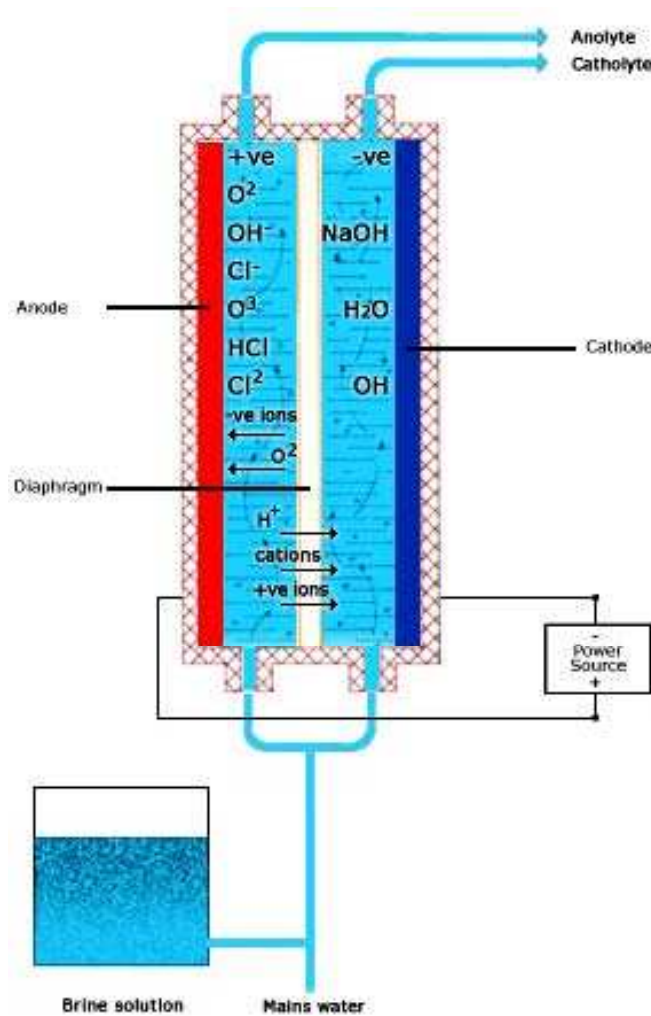 Anolyte
Catholyte
+ve
-ve
O²
OH⁻
NaOH
Cl⁻
Anode
O³
H2O
HCl
Cathode
Cl²
OH
-ve ions
O²
Diaphragm
H⁺
cations
+ve ions
-
Power
Source
+
Brine solution
Mains water